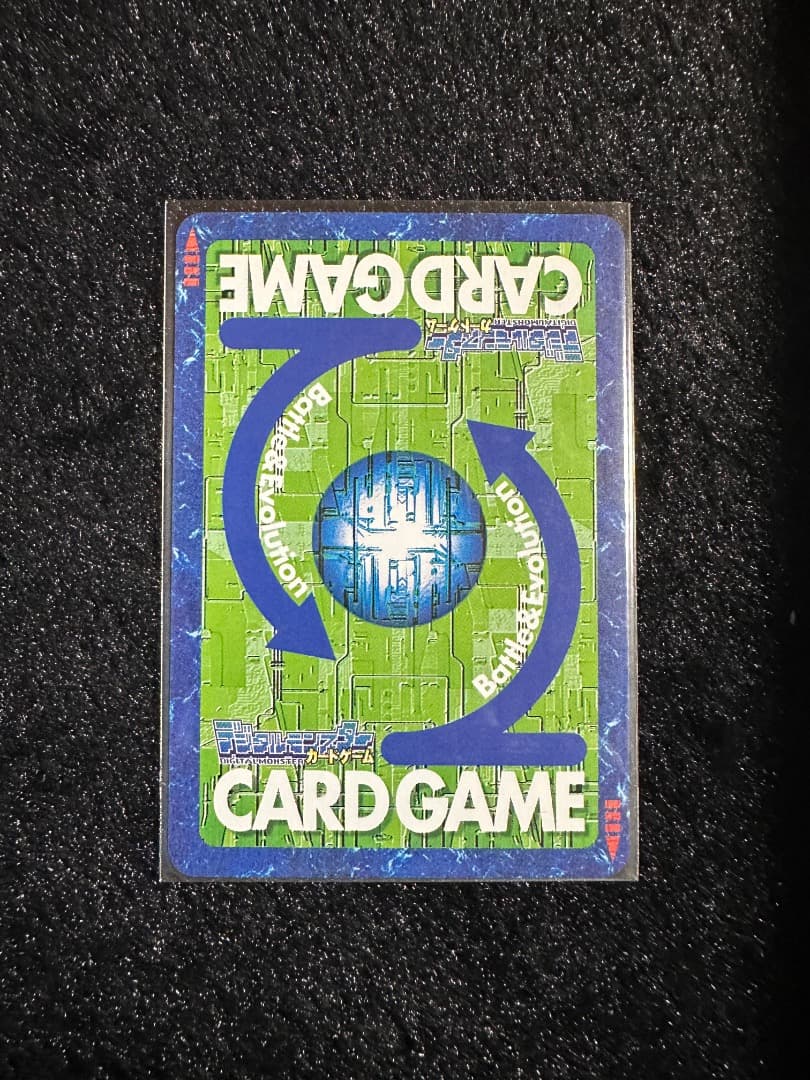 CARD GAME
デジタルモンスター
カードゲーム
DIGITAL MONSTER
Battle & Evolution
Battle & Evolution
デジタルモンスター
DIGITAL MONSTER カードゲーム
CARD GAME